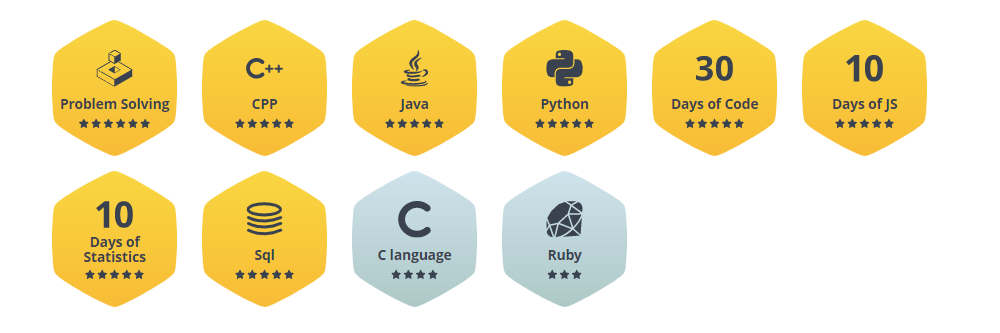 C++
30
10
Problem Solving
CPP
Java
Python
Days of Code
Days of JS
10
Days of
Statistics
C
Sql
C language
Ruby